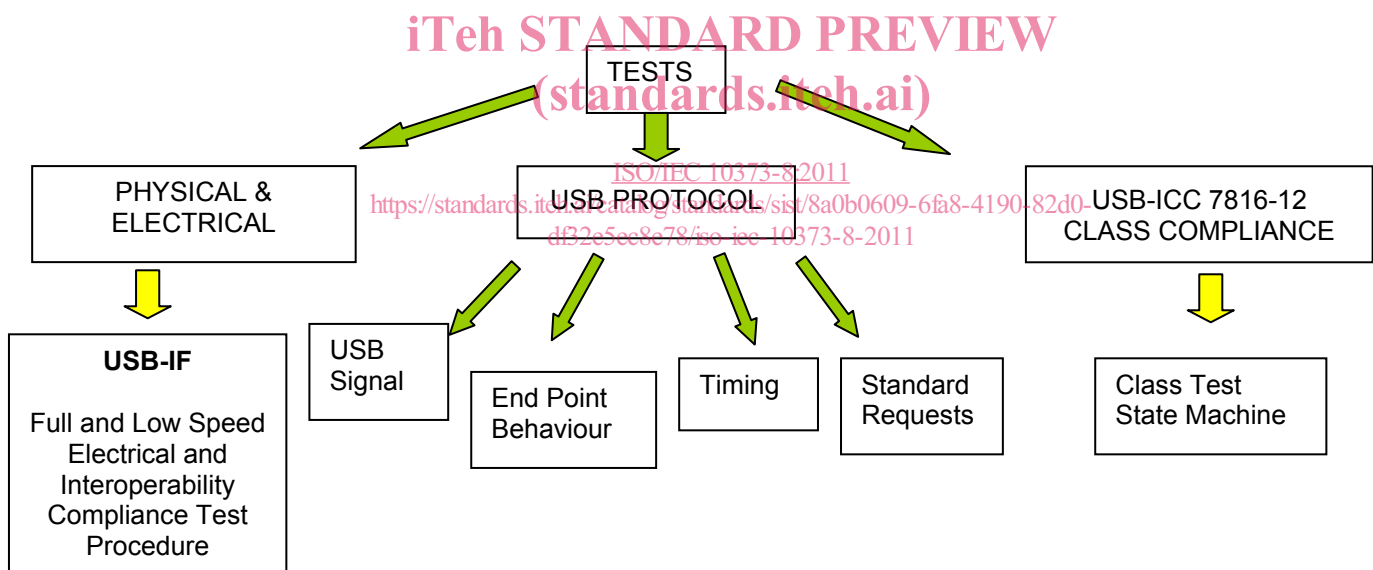 iTeh STANDARD PREVIEW
TESTS
(standards.iteh.ai)
ISO/IEC 10373-8:2011
https://standards.iteh.ai/catalog/standards/sist/8a0b0609-6fa8-4190-82d0-
df32e5ec8e78/iso-iec-10373-8-2011
PHYSICAL &
ELECTRICAL
USB PROTOCOL
USB-ICC 7816-12
CLASS COMPLIANCE
USB-IF
Full and Low Speed
Electrical and
Interoperability
Compliance Test
Procedure
USB
Signal
End Point
Behaviour
Timing
Standard
Requests
Class Test
State Machine